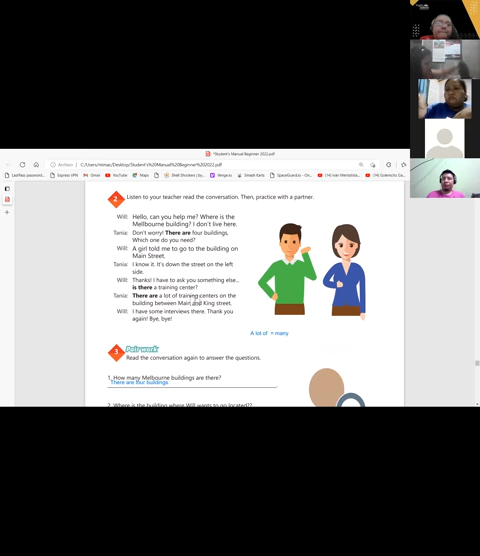 *Student's Manual Beginner 2022.pdf
Archivo
C:/Users/mimac/Desktop/Student's%20Manual%20Beginner%202022.pdf
Express VPN
Gmail
YouTube
Maps
Smash Karts
2 Listen to your teacher read the conversation. Then, practice with a partner.
Will: Hello, can you help me? Where is the
Mellbourne building? I don't live here.
Tania: Don't worry! There are four buildings,
Which one do you need?
Will: A girl told me to go to the building on
Main Street.
Tania: I know it. It's down the street on the left
side.
Will: Thanks! I have to ask you something else...
is there a training center?
Tania: There are a lot of training centers on the
building between Main and King street.
Will: I have some interviews there. Thank you
again! Bye, bye!
A lot of = many
3 Pair work
Read the conversation again to answer the questions.
1. How many Melbourne buildings are there?
There are four buildings
2. Where is the building where Will wants to go located??